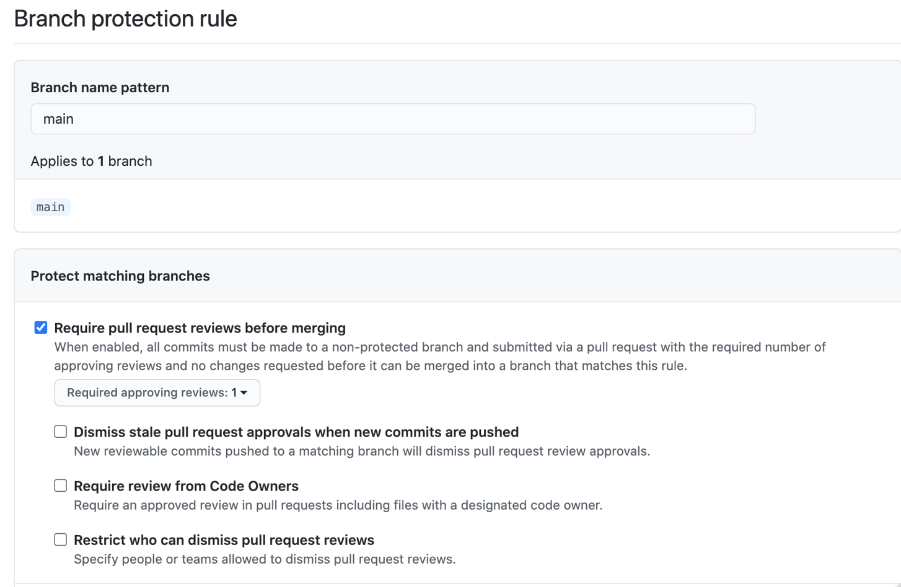 Branch protection rule
Branch name pattern
main
Applies to 1 branch
main
Protect matching branches
Require pull request reviews before merging
When enabled, all commits must be made to a non-protected branch and submitted via a pull request with the required number of
approving reviews and no changes requested before it can be merged into a branch that matches this rule.
Required approving reviews: 1
Dismiss stale pull request approvals when new commits are pushed
New reviewable commits pushed to a matching branch will dismiss pull request review approvals.
Require review from Code Owners
Require an approved review in pull requests including files with a designated code owner.
Restrict who can dismiss pull request reviews
Specify people or teams allowed to dismiss pull request reviews.